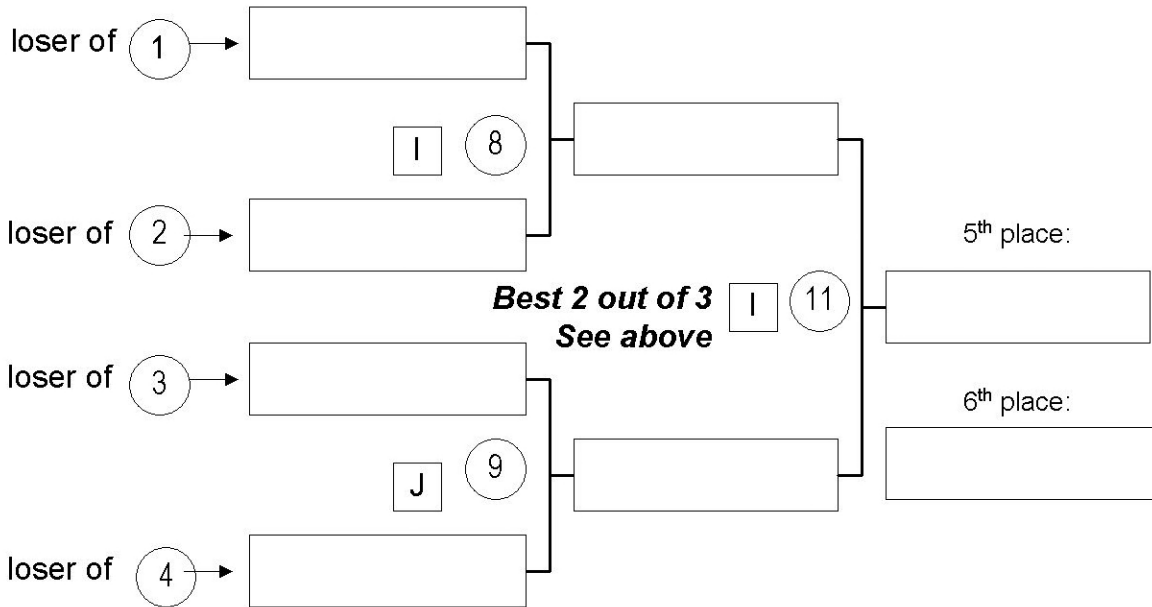 loser of 1
I 8
loser of 2
5th place:
Best 2 out of 3
See above
I 11
loser of 3
6th place:
J 9
loser of 4